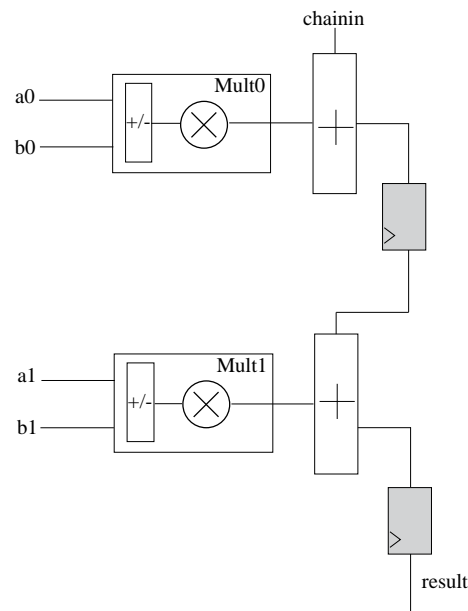 chainin
Mult0
a0
+/-
b0
Mult1
a1
+/-
b1
result